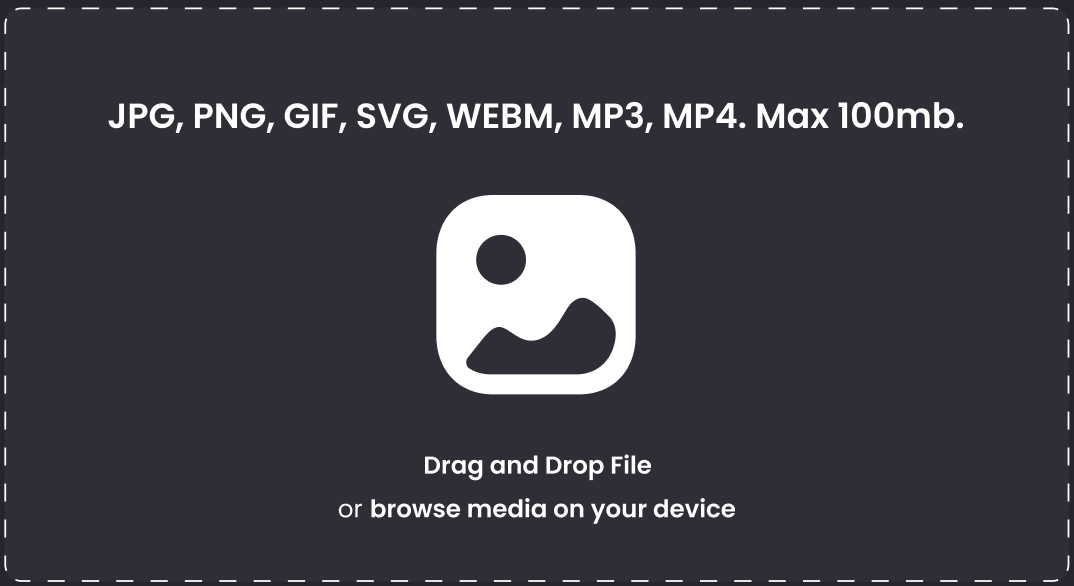 JPG, PNG, GIF, SVG, WEBM, MP3, MP4. Max 100mb.
Drag and Drop File
or browse media on your device